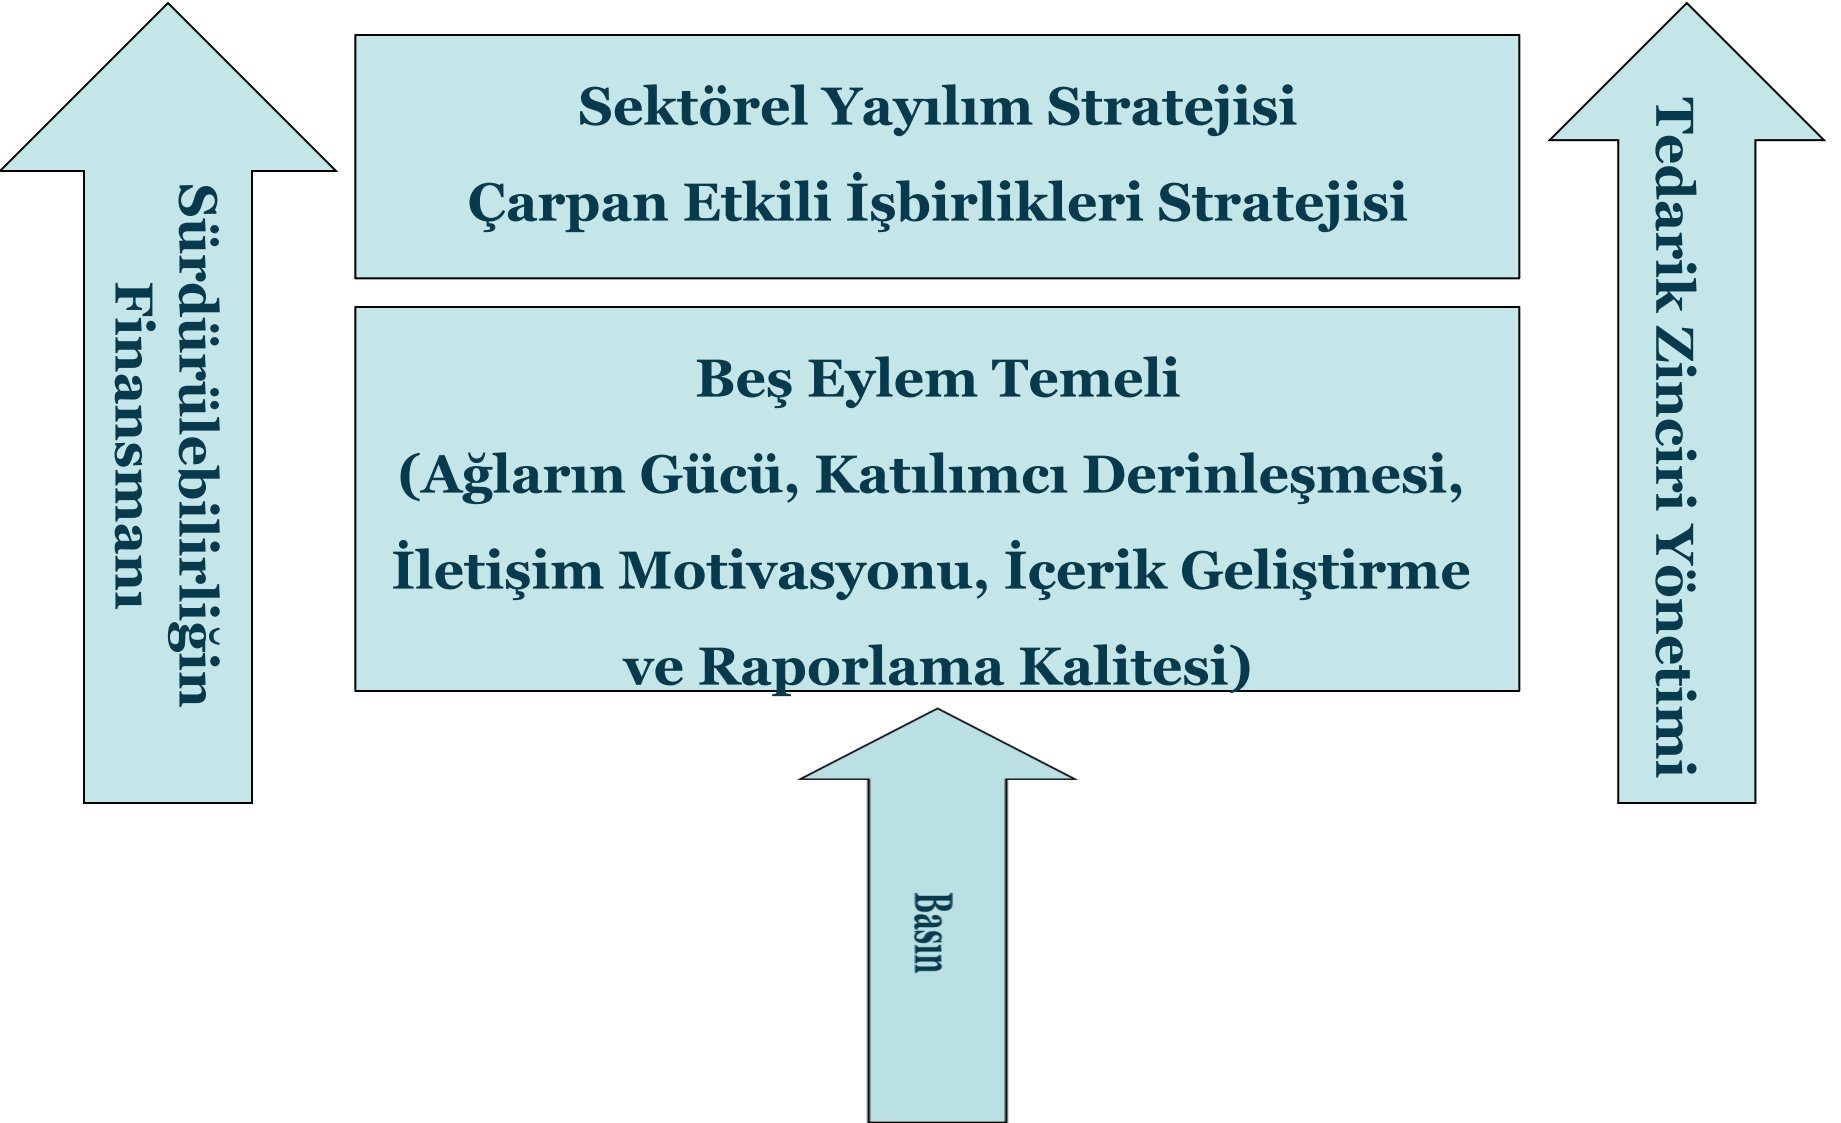 Sürdürülebilirliğin
Finansmanı
Sektörel Yayılım Stratejisi
Çarpan Etkili İşbirlikleri Stratejisi
Beş Eylem Temeli
(Ağların Gücü, Katılımcı Derinleşmesi,
İletişim Motivasyonu, İçerik Geliştirme
ve Raporlama Kalitesi)
Tedarik Zinciri Yönetimi
Basın